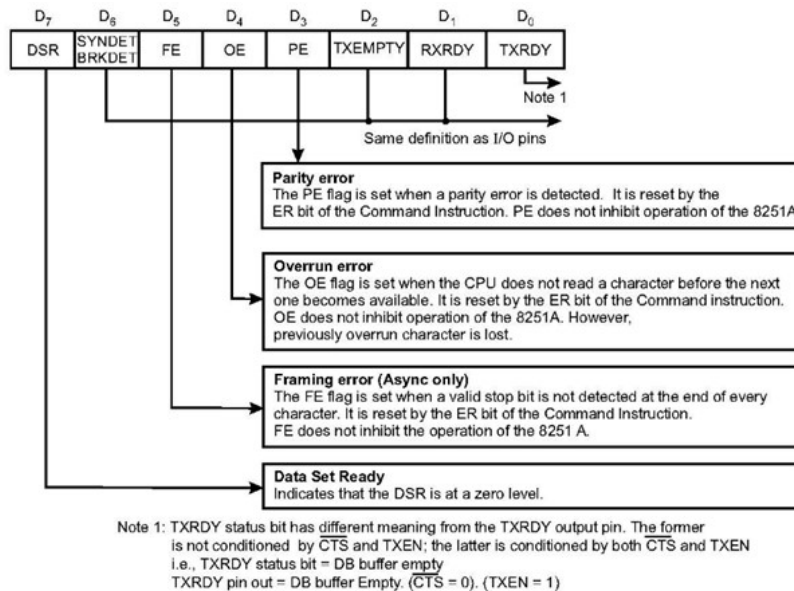 D7 D6 D5 D4 D3 D2 D1 D0
DSR SYNDET BRKDET FE OE PE TXEMPTY RXRDY TXRDY
Note 1
Same definition as I/O pins
Parity error
The PE flag is set when a parity error is detected. It is reset by the
ER bit of the Command Instruction. PE does not inhibit operation of the 8251A
Overrun error
The OE flag is set when the CPU does not read a character before the next
one becomes available. It is reset by the ER bit of the Command instruction.
OE does not inhibit operation of the 8251A. However,
previously overrun character is lost.
Framing error (Async only)
The FE flag is set when a valid stop bit is not detected at the end of every
character. It is reset by the ER bit of the Command Instruction.
FE does not inhibit the operation of the 8251 A.
Data Set Ready
Indicates that the DSR is at a zero level.
Note 1: TXRDY status bit has different meaning from the TXRDY output pin. The former
is not conditioned by C̅T̅S̅ and TXEN; the latter is conditioned by both C̅T̅S̅ and TXEN
i.e., TXRDY status bit = DB buffer empty
TXRDY pin out = DB buffer Empty. (C̅T̅S̅ = 0). (TXEN = 1)